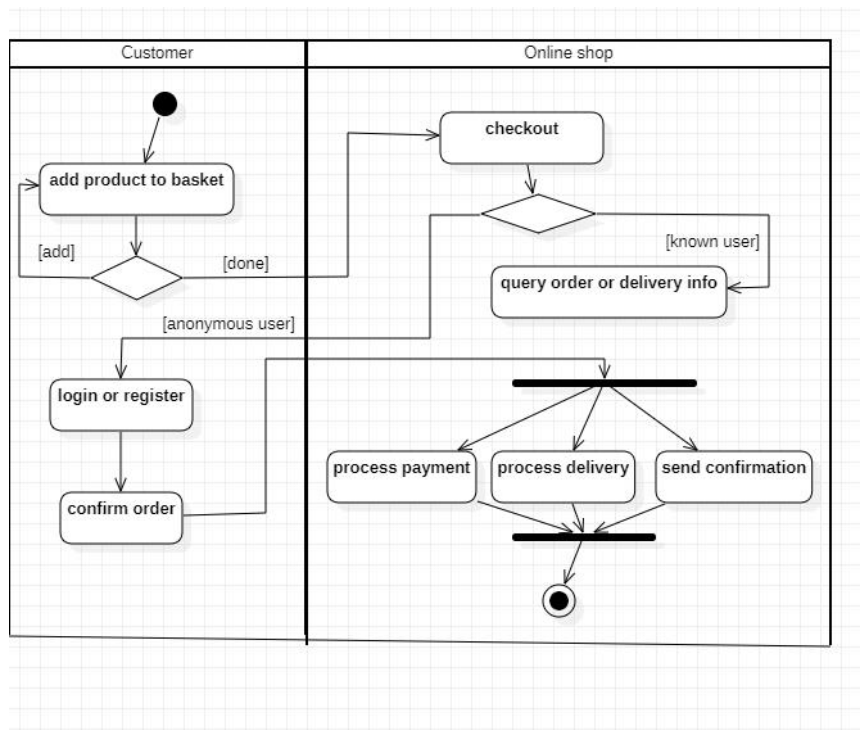 Customer
Online shop
checkout
add product to basket
[add]
[done]
[known user]
query order or delivery info
[anonymous user]
login or register
process payment
process delivery
send confirmation
confirm order